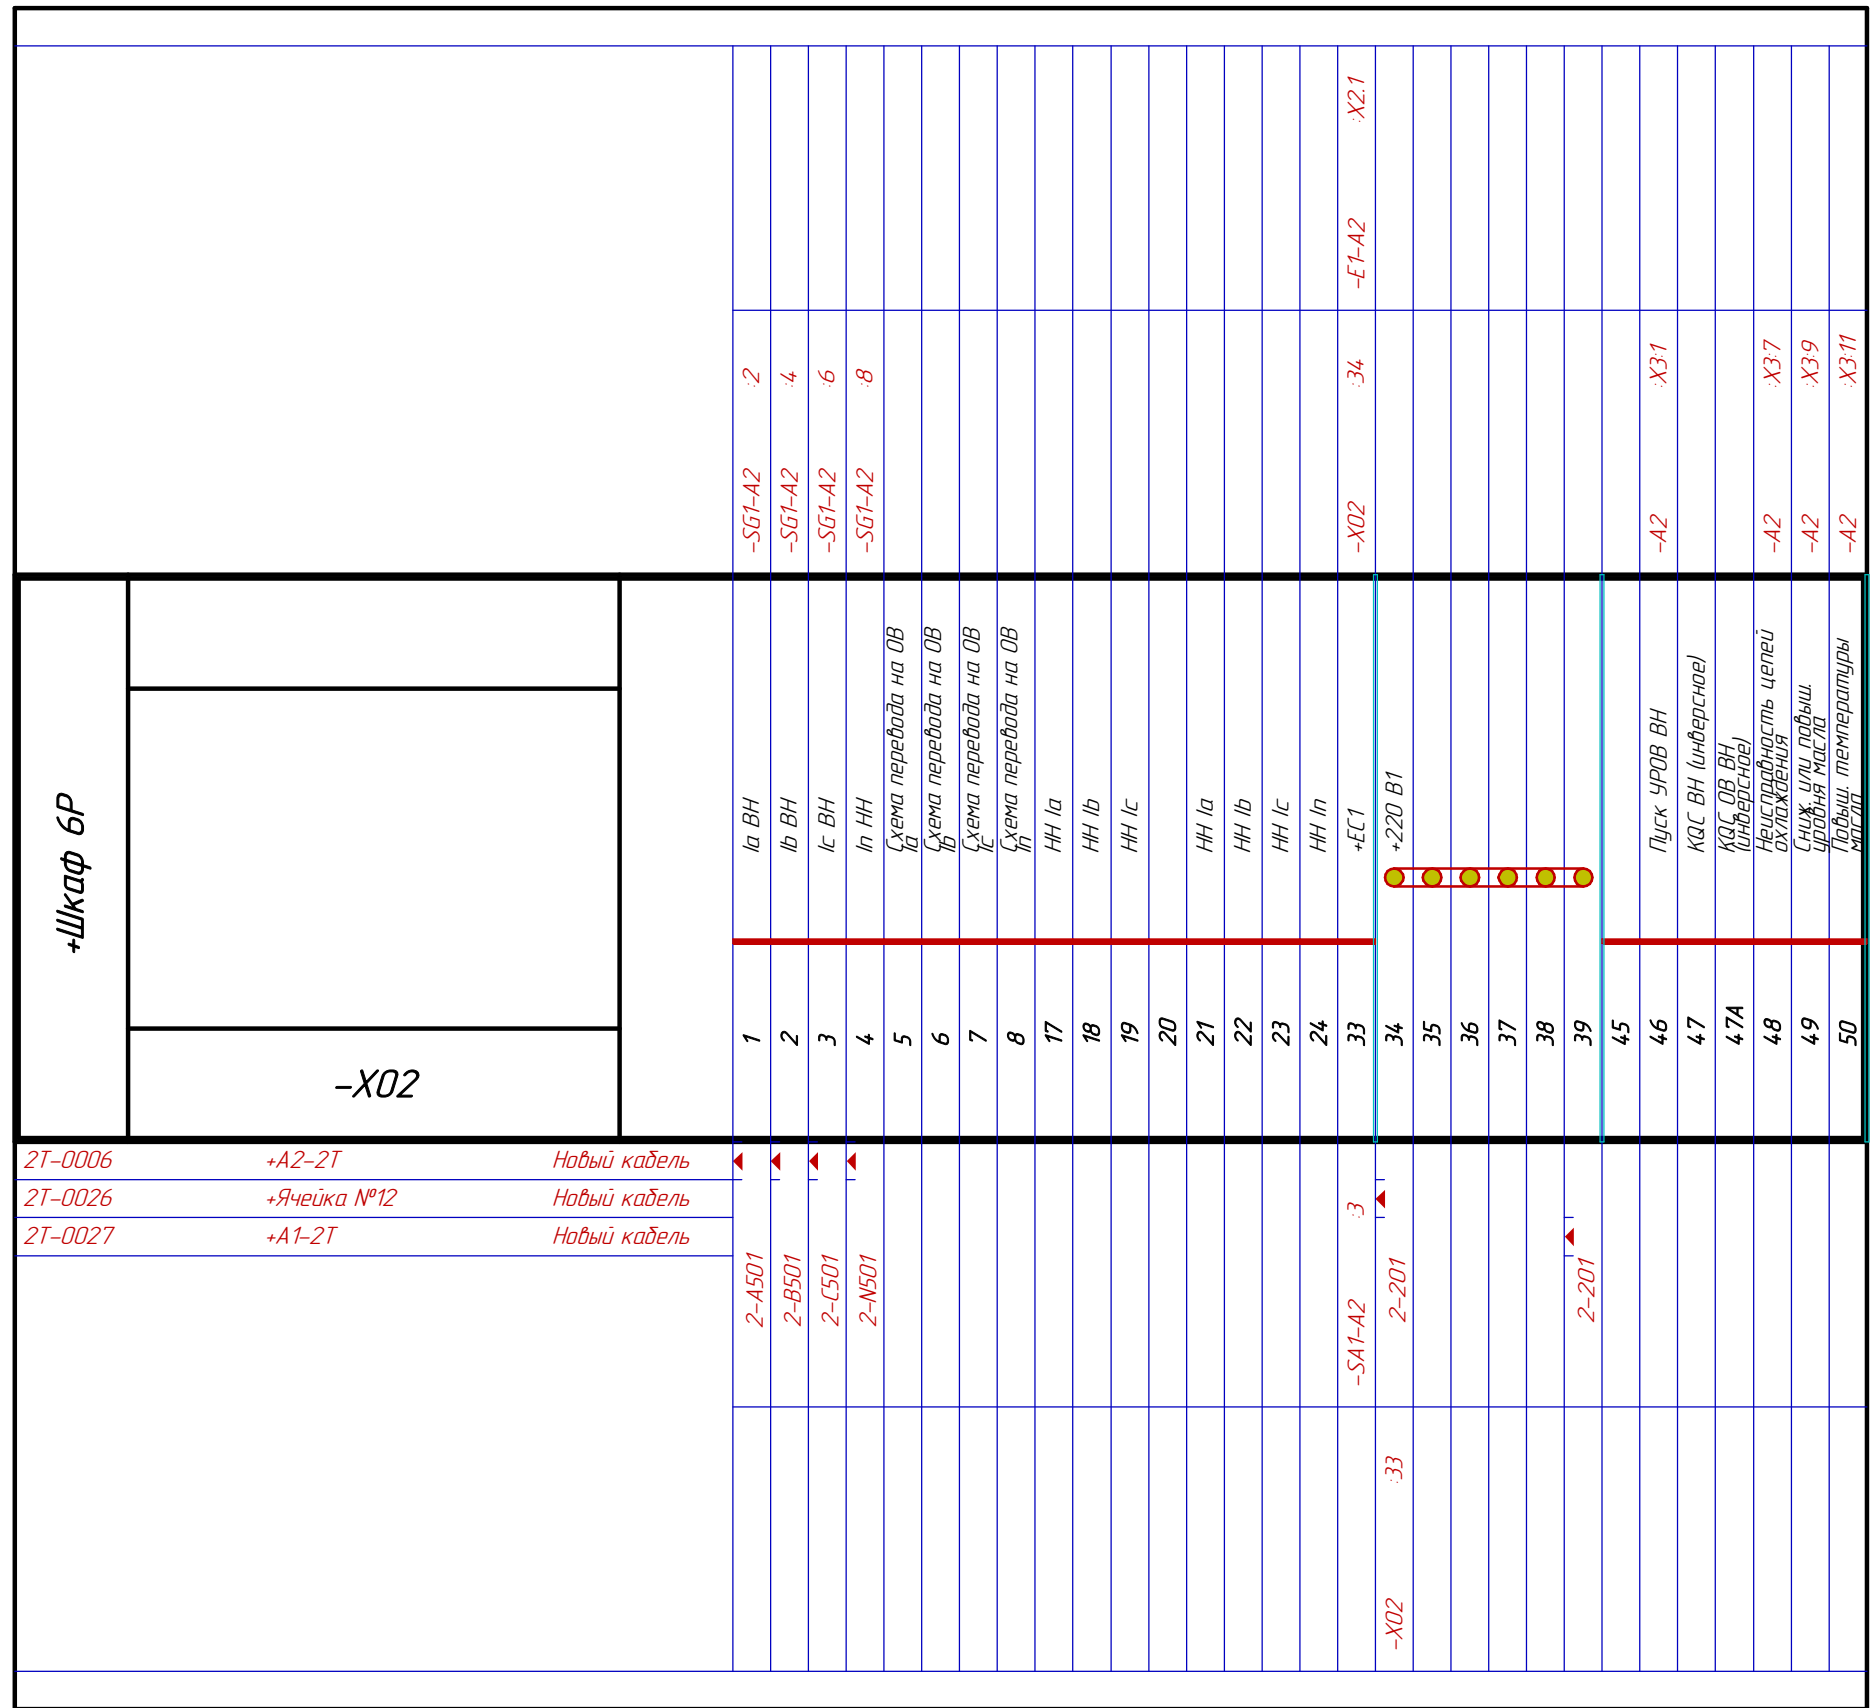 +Шкаф 6Р
-X02
:X2.1
-E1-A2
:2
:4
:6
:8
:34
:X3:1
:X3:7
:X3:9
:X3:11
-SG1-A2
-SG1-A2
-SG1-A2
-SG1-A2
-X02
-A2
-A2
-A2
-A2
Ia ВН
Ib ВН
Ic ВН
In НН
Схема перевода на ОВ
Ia
Схема перевода на ОВ
Ib
Схема перевода на ОВ
Ic
Схема перевода на ОВ
In
НН Ia
НН Ib
НН Ic
НН Ia
НН Ib
НН Ic
НН In
+EC1
+220 В1
Пуск УРОВ ВН
KQC ВН (инверсное)
KQC ОВ ВН
(инверсное)
Неисправность цепей
охлаждения
Сниж. или повыш.
уровня масла
Повыш. температуры
масла
1
2
3
4
5
6
7
8
17
18
19
20
21
22
23
24
33
34
35
36
37
38
39
45
46
47
47А
48
49
50
2Т-0006 +А2-2Т Новый кабель
2Т-0026 +Ячейка №12 Новый кабель
2Т-0027 +А1-2Т Новый кабель
2-A501
2-B501
2-C501
2-N501
:3
-SA1-A2
2-201
2-201
:33
-X02